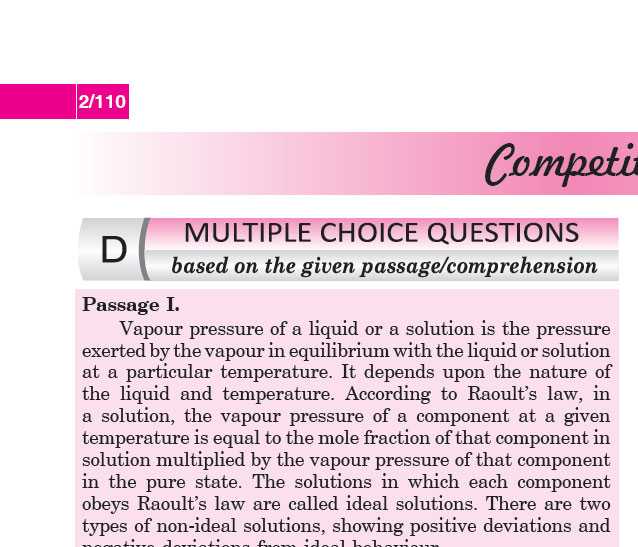 2/110
D
MULTIPLE CHOICE QUESTIONS
based on the given passage/comprehension
Passage I.
Vapour pressure of a liquid or a solution is the pressure
exerted by the vapour in equilibrium with the liquid or solution
at a particular temperature. It depends upon the nature of
the liquid and temperature. According to Raoult's law, in
a solution, the vapour pressure of a component at a given
temperature is equal to the mole fraction of that component in
solution multiplied by the vapour pressure of that component
in the pure state. The solutions in which each component
obeys Raoult's law are called ideal solutions. There are two
types of non-ideal solutions, showing positive deviations and